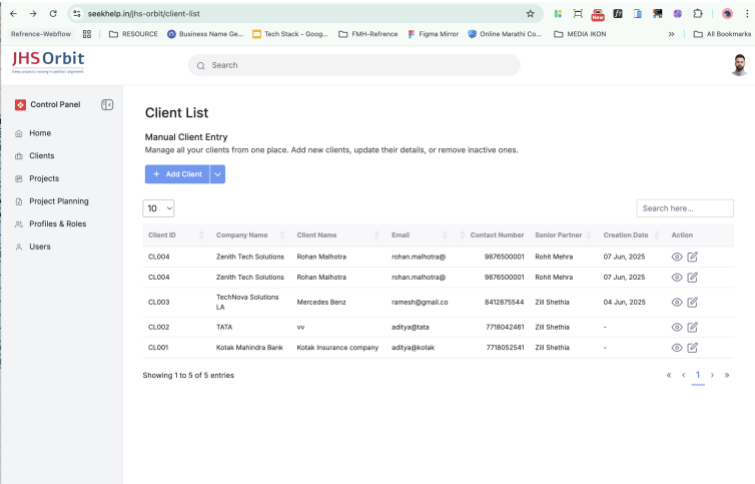 seekhelp.in/jhs-orbit/client-list
New
Refrence-Webflow RESOURCE Business Name Ge... Tech Stack - Goog... FMH-Refrence Figma Mirror Online Marathi Co... MEDIA IKON » All Bookmarks
JHS Orbit
Keep projects moving in perfect alignment
Search
Control Panel
Home
Clients
Projects
Project Planning
Profiles & Roles
Users
Client List
Manual Client Entry
Manage all your clients from one place. Add new clients, update their details, or remove inactive ones.
+ Add Client
10
Search here...
Client ID Company Name Client Name Email Contact Number Senior Partner Creation Date Action
CL004 Zenith Tech Solutions Rohan Malhotra rohan.malhotra@ 9876500001 Rohit Mehra 07 Jun, 2025
CL004 Zenith Tech Solutions Rohan Malhotra rohan.malhotra@ 9876500001 Rohit Mehra 07 Jun, 2025
CL003 TechNova Solutions LA Mercedes Benz ramesh@gmail.co 8412875544 Zill Shethia 04 Jun, 2025
CL002 TATA vv aditya@tata 7718042461 Zill Shethia -
CL001 Kotak Mahindra Bank Kotak insurance company aditya@kotak 7718052541 Zill Shethia -
Showing 1 to 5 of 5 entries
« ‹ 1 › »